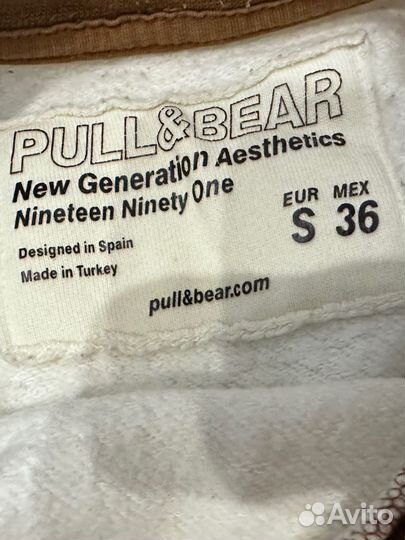 PULL&BEAR
New Generation Aesthetics
Nineteen Ninety One
Designed in Spain
Made in Turkey
EUR MEX
S 36
pull&bear.com
Avito